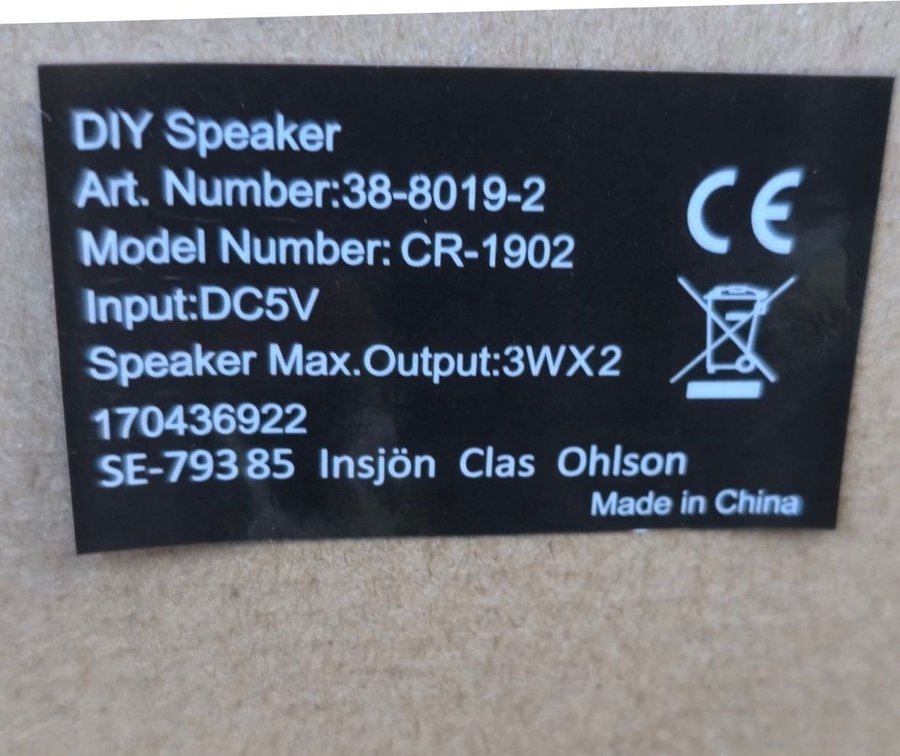 DIY Speaker
Art. Number:38-8019-2
Model Number: CR-1902
Input:DC5V
Speaker Max.Output:3WX2
170436922
SE-793 85 Insjön Clas Ohlson
Made in China
CE